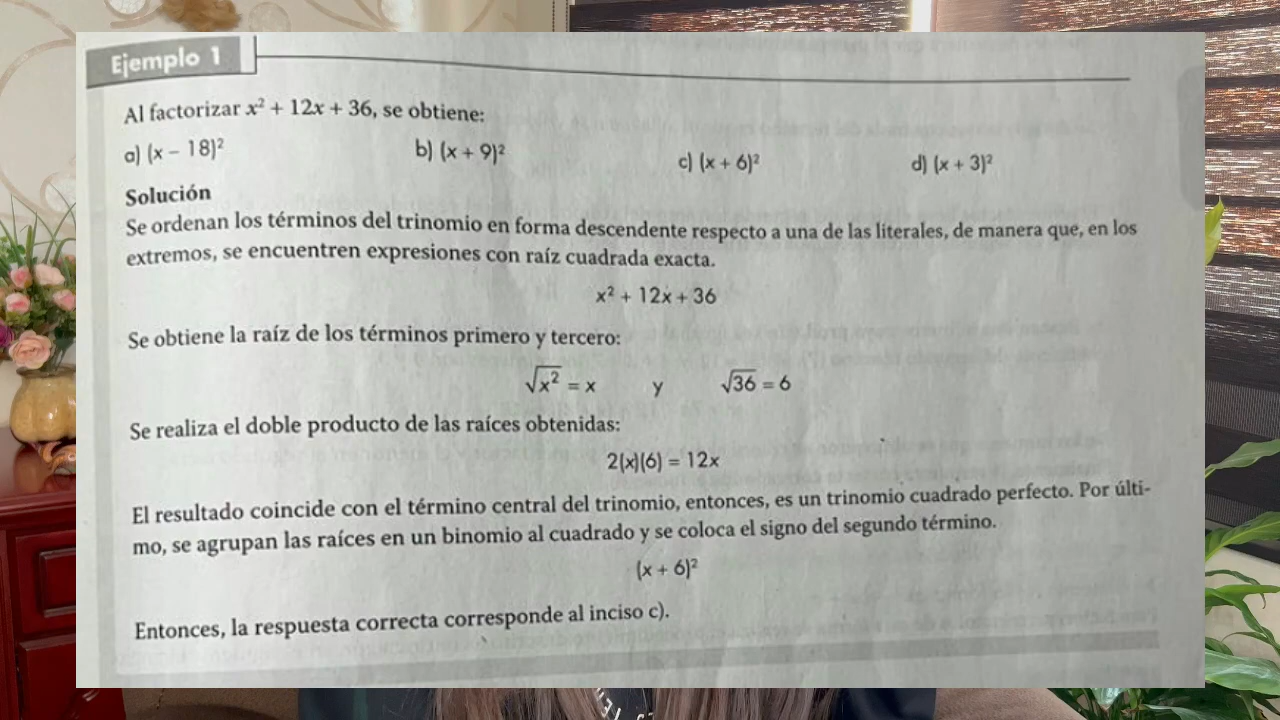 Ejemplo 1
Al factorizar x² + 12x + 36, se obtiene:
a) (x – 18)² b) (x + 9)² c) (x + 6)² d) (x + 3)²
Solución
Se ordenan los términos del trinomio en forma descendente respecto a una de las literales, de manera que, en los
extremos, se encuentren expresiones con raíz cuadrada exacta.
x² + 12x + 36
Se obtiene la raíz de los términos primero y tercero:
√x² = x y √36 = 6
Se realiza el doble producto de las raíces obtenidas:
2(x)(6) = 12x
El resultado coincide con el término central del trinomio, entonces, es un trinomio cuadrado perfecto. Por últi-
mo, se agrupan las raíces en un binomio al cuadrado y se coloca el signo del segundo término.
(x + 6)²
Entonces, la respuesta correcta corresponde al inciso c).